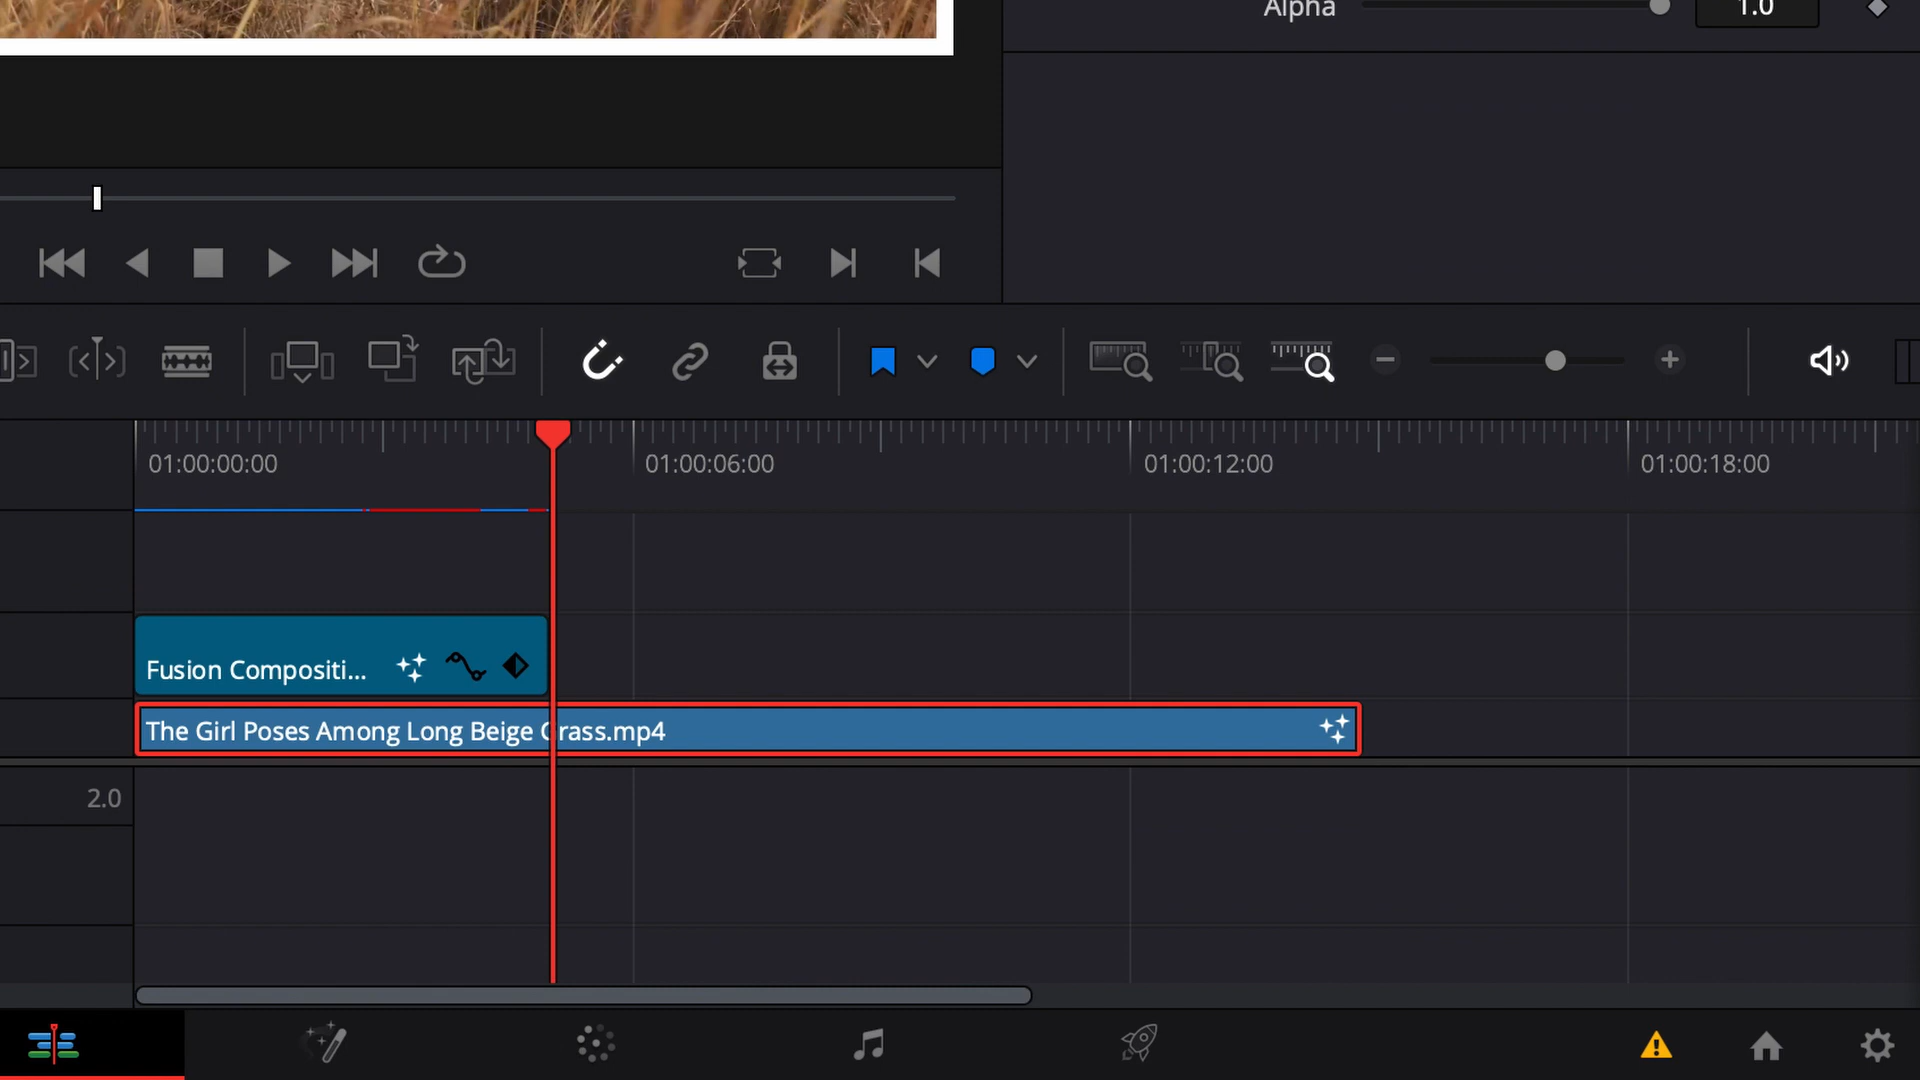 Alpha 1.0
01:00:00:00 01:00:06:00 01:00:12:00 01:00:18:00
Fusion Compositi...
The Girl Poses Among Long Beige Grass.mp4
2.0